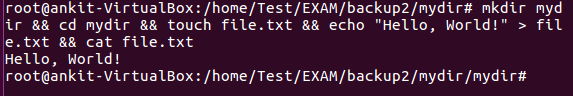 root@ankit-VirtualBox:/home/Test/EXAM/backup2/mydir# mkdir myd
ir && cd mydir && touch file.txt && echo "Hello, World!" > fil
e.txt && cat file.txt
Hello, World!
root@ankit-VirtualBox:/home/Test/EXAM/backup2/mydir/mydir#